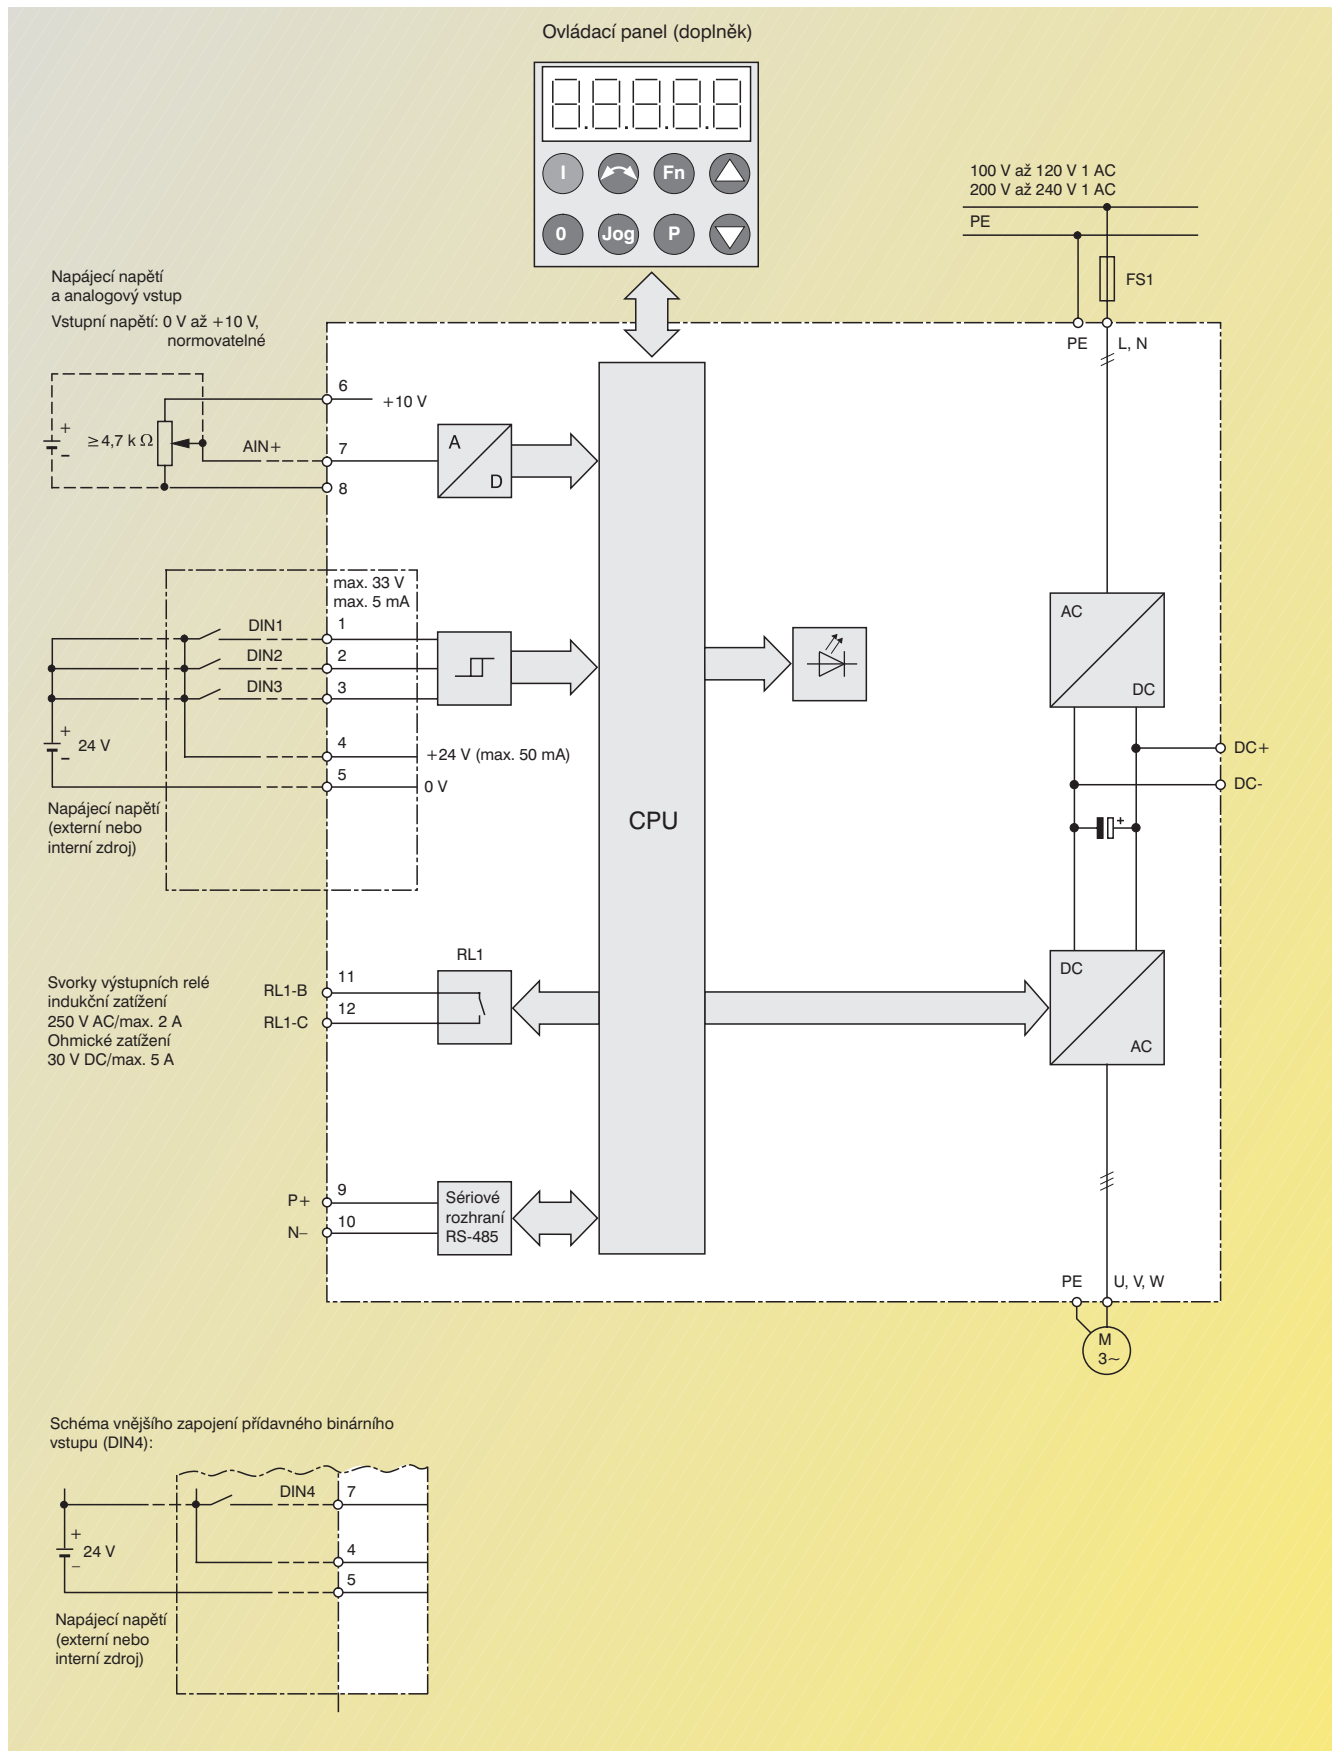 Ovládací panel (doplněk)
8.8.8.8.8
I
Fn
0
Jog
P
100 V až 120 V 1 AC
200 V až 240 V 1 AC
PE
FS1
PE
L, N
Napájecí napětí
a analogový vstup
Vstupní napětí: 0 V až +10 V,
normovatelné
6
+10 V
+
−
≥4,7 k Ω
AIN+
7
8
A
D
max. 33 V
max. 5 mA
DIN1
1
DIN2
2
DIN3
3
+
−
24 V
4
+24 V (max. 50 mA)
5
0 V
Napájecí napětí
(externí nebo
interní zdroj)
CPU
AC
DC
DC+
DC-
+
Svorky výstupních relé
indukční zatížení
250 V AC/max. 2 A
Ohmické zatížení
30 V DC/max. 5 A
RL1
RL1-B
11
RL1-C
12
DC
AC
P+
9
N−
10
Sériové
rozhraní
RS-485
PE
U, V, W
M
3~
Schéma vnějšího zapojení přídavného binárního
vstupu (DIN4):
DIN4
7
+
−
24 V
4
5
Napájecí napětí
(externí nebo
interní zdroj)